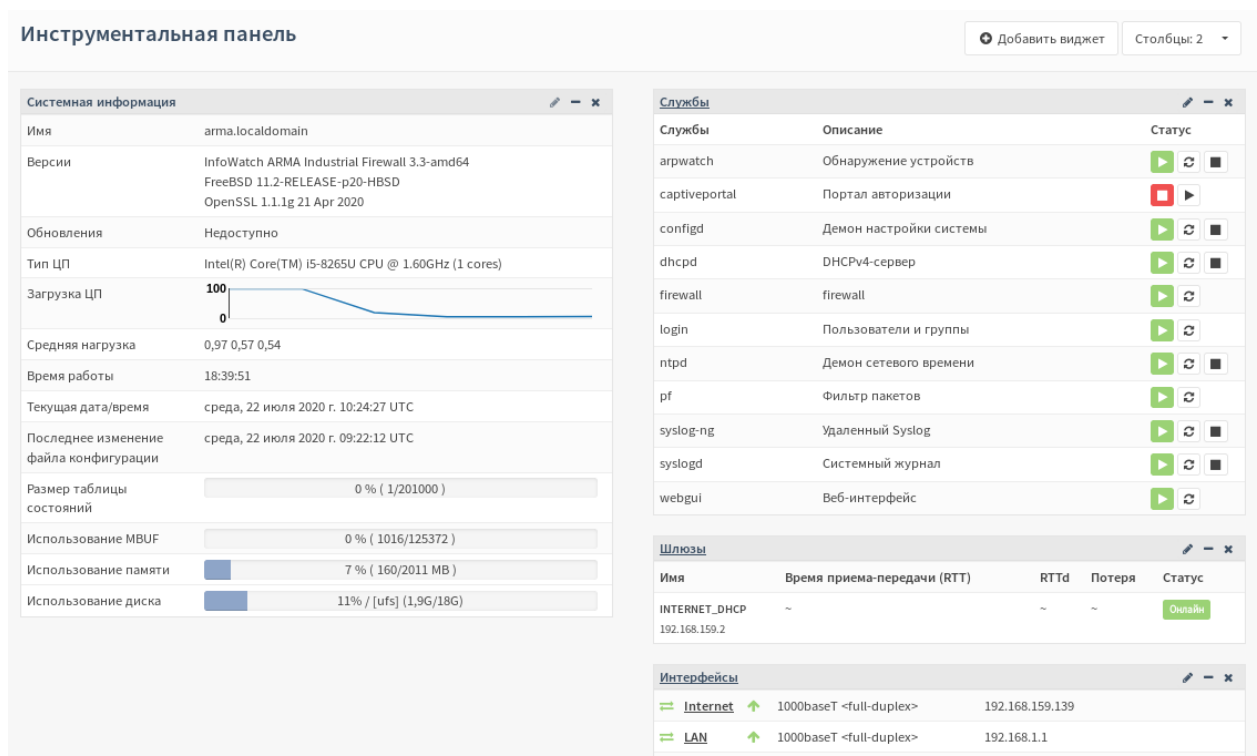 Инструментальная панель
Добавить виджет
Столбцы: 2
Системная информация
Имя arma.localdomain
Версии InfoWatch ARMA Industrial Firewall 3.3-amd64
FreeBSD 11.2-RELEASE-p20-HBSD
OpenSSL 1.1.1g 21 Apr 2020
Обновления Недоступно
Тип ЦП Intel(R) Core(TM) i5-8265U CPU @ 1.60GHz (1 cores)
Загрузка ЦП 100
0
Средняя нагрузка 0,97 0,57 0,54
Время работы 18:39:51
Текущая дата/время среда, 22 июля 2020 г. 10:24:27 UTC
Последнее изменение среда, 22 июля 2020 г. 09:22:12 UTC
файла конфигурации
Размер таблицы 0 % ( 1/201000 )
состояний
Использование MBUF 0 % ( 1016/125372 )
Использование памяти 7 % ( 160/2011 MB )
Использование диска 11% / [ufs] (1,9G/18G)
Службы
Службы Описание Статус
arpwatch Обнаружение устройств
captiveportal Портал авторизации
configd Демон настройки системы
dhcpd DHCPv4-сервер
firewall firewall
login Пользователи и группы
ntpd Демон сетевого времени
pf Фильтр пакетов
syslog-ng Удаленный Syslog
syslogd Системный журнал
webgui Веб-интерфейс
Шлюзы
Имя Время приема-передачи (RTT) RTTd Потеря Статус
INTERNET_DHCP ~ ~ ~ Онлайн
192.168.159.2
Интерфейсы
Internet 1000baseT <full-duplex> 192.168.159.139
LAN 1000baseT <full-duplex> 192.168.1.1